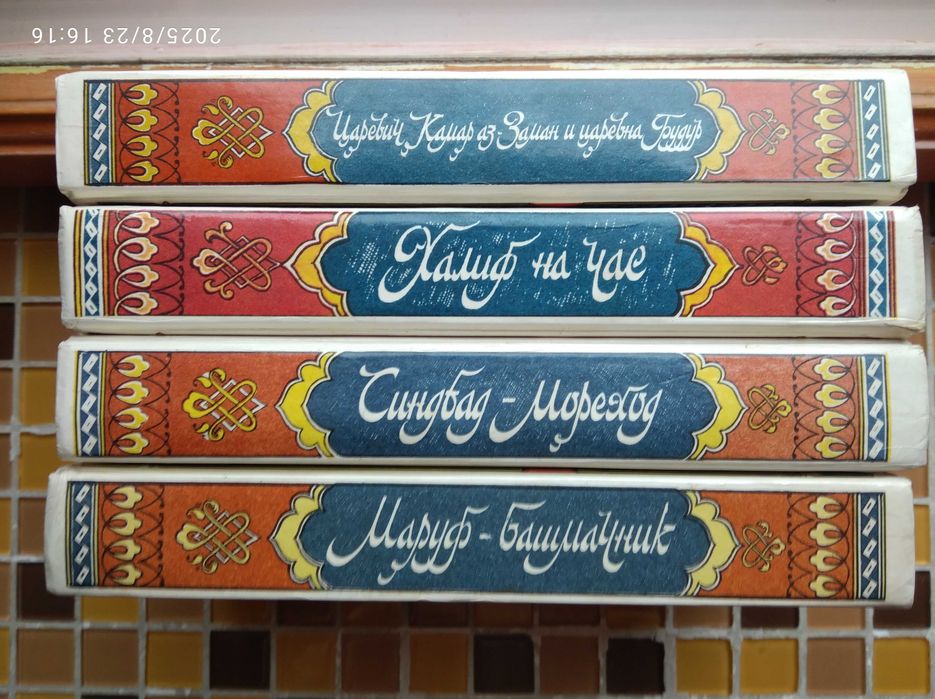 2025/8/23 16:16
Царевич Камар аз-Заман и царевна Будур
Халиф на час
Синдбад - Мореход
Маруф - башмачник